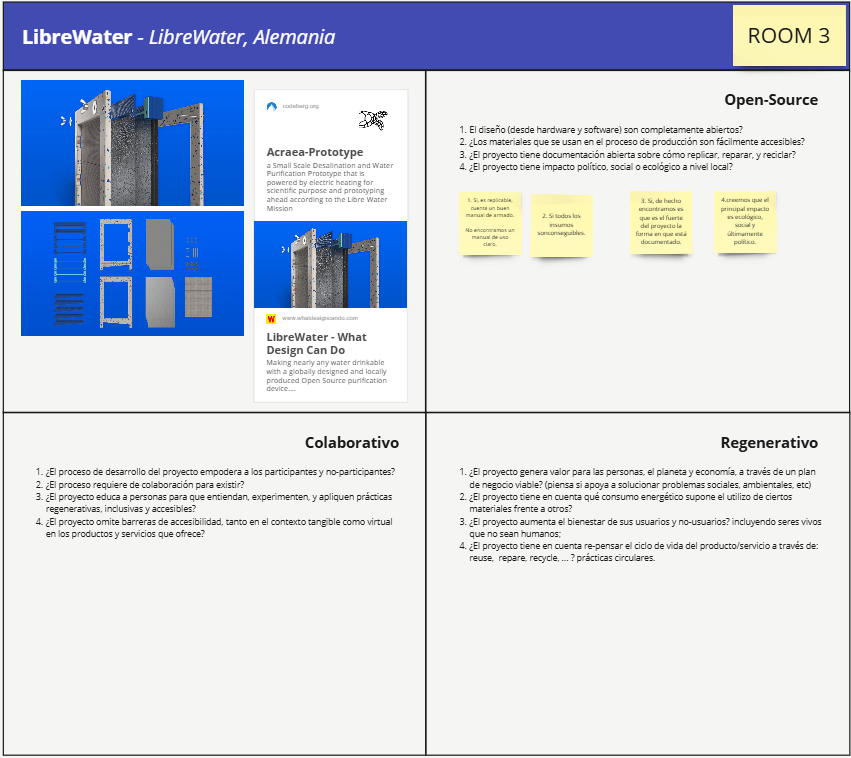 LibreWater - LibreWater, Alemania
ROOM 3
codeberg.org
Acraea-Prototype
a Small Scale Desalination and Water
Purification Prototype that is
powered by electric heating for
scientific purpose and prototyping
ahead according to the Libre Water
Mission
www.whatdesigncando.com
LibreWater - What
Design Can Do
Making nearly any water drinkable
with a globally designed and locally
produced Open Source purification
device....
Open-Source
1. El diseño (desde hardware y software) son completamente abiertos?
2. ¿Los materiales que se usan en el proceso de producción son fácilmente accesibles?
3. ¿El proyecto tiene documentación abierta sobre cómo replicar, reparar, y reciclar?
4. ¿El proyecto tiene impacto político, social o ecológico a nivel local?
1. Si, es replicable,
cuenta un buen
manual de armado.
No encontramos un
manual de uso
claro.
2. Si todos los
insumos
sonconseguibles.
3. Si, de hecho
encontramos es
que es el fuerte
del proyecto la
forma en que está
documentado.
4.creemos que el
principal impacto
es ecológico,
social y
últimamente
político.
Colaborativo
1. ¿El proceso de desarrollo del proyecto empodera a los participantes y no-participantes?
2. ¿El proceso requiere de colaboración para existir?
3. ¿El proyecto educa a personas para que entiendan, experimenten, y apliquen prácticas
regenerativas, inclusivas y accesibles?
4. ¿El proyecto omite barreras de accesibilidad, tanto en el contexto tangible como virtual
en los productos y servicios que ofrece?
Regenerativo
1. ¿El proyecto genera valor para las personas, el planeta y economía, a través de un plan
de negocio viable? (piensa si apoya a solucionar problemas sociales, ambientales, etc)
2. ¿El proyecto tiene en cuenta qué consumo energético supone el utilizo de ciertos
materiales frente a otros?
3. ¿El proyecto aumenta el bienestar de sus usuarios y no-usuarios? incluyendo seres vivos
que no sean humanos;
4. ¿El proyecto tiene en cuenta re-pensar el ciclo de vida del producto/servicio a través de:
reuse, repare, recycle, ... ? prácticas circulares.